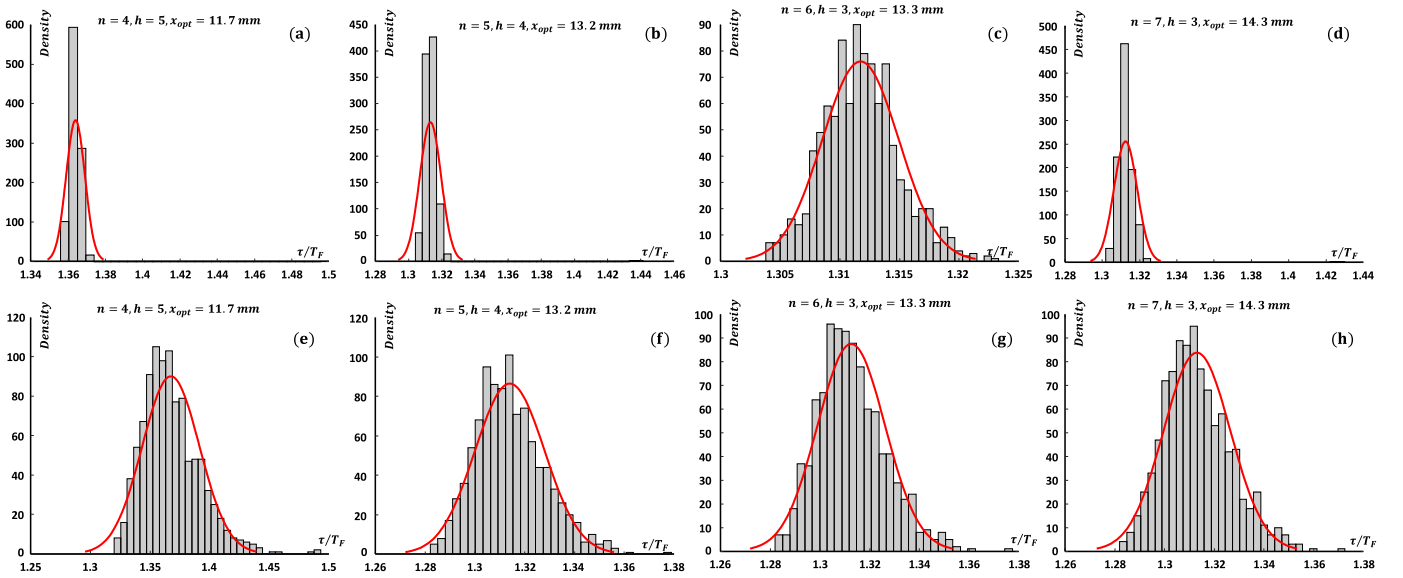 n = 4, h = 5, x_opt = 11.7 mm
(a)
Density
600
500
400
300
200
100
0
τ/T_F
1.34 1.36 1.38 1.4 1.42 1.44 1.46 1.48 1.5
n = 5, h = 4, x_opt = 13.2 mm
(b)
Density
450
400
350
300
250
200
150
100
50
0
τ/T_F
1.28 1.3 1.32 1.34 1.36 1.38 1.4 1.42 1.44 1.46
n = 6, h = 3, x_opt = 13.3 mm
(c)
Density
90
80
70
60
50
40
30
20
10
0
τ/T_F
1.3 1.305 1.31 1.315 1.32 1.325
n = 7, h = 3, x_opt = 14.3 mm
(d)
Density
500
450
400
350
300
250
200
150
100
50
0
τ/T_F
1.28 1.3 1.32 1.34 1.36 1.38 1.4 1.42 1.44
n = 4, h = 5, x_opt = 11.7 mm
(e)
Density
120
100
80
60
40
20
0
τ/T_F
1.25 1.3 1.35 1.4 1.45 1.5
n = 5, h = 4, x_opt = 13.2 mm
(f)
Density
120
100
80
60
40
20
0
τ/T_F
1.26 1.28 1.3 1.32 1.34 1.36 1.38
n = 6, h = 3, x_opt = 13.3 mm
(g)
Density
100
90
80
70
60
50
40
30
20
10
0
τ/T_F
1.26 1.28 1.3 1.32 1.34 1.36 1.38
n = 7, h = 3, x_opt = 14.3 mm
(h)
Density
100
90
80
70
60
50
40
30
20
10
0
τ/T_F
1.26 1.28 1.3 1.32 1.34 1.36 1.38